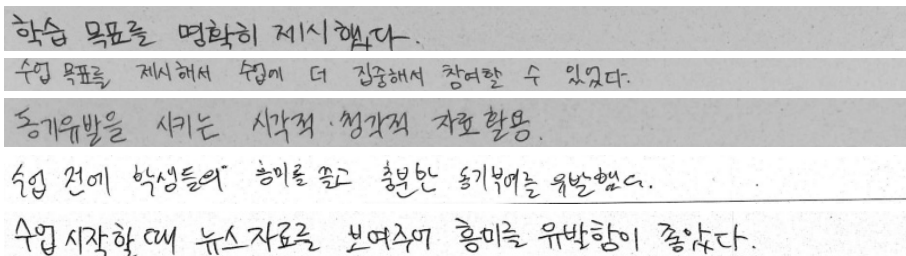 학습 목표를 명확히 제시했다.
수업 목표를 제시해서 수업에 더 집중해서 참여할 수 있었다.
동기유발을 시키는 시각적·청각적 자료 활용.
수업 전에 학생들의 흥미를 끌고 충분한 동기부여를 유발했다.
수업 시작할 때 뉴스자료를 보여주어 흥미를 유발함이 좋았다.